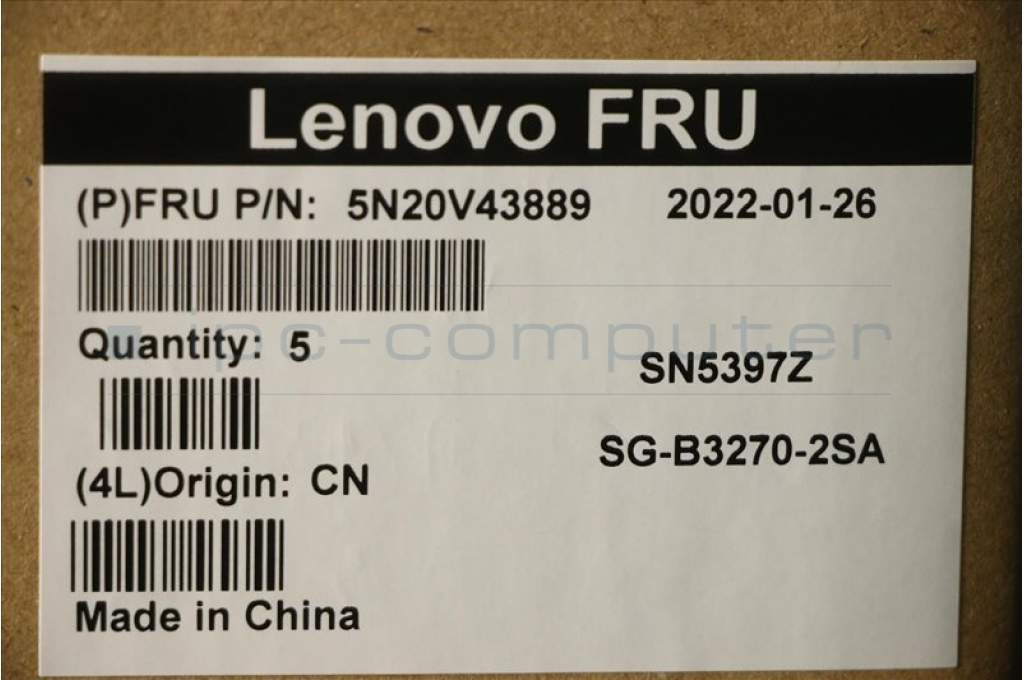 Lenovo FRU
(P)FRU P/N: 5N20V43889 2022-01-26
ipc-computer
Quantity: 5
SN5397Z
SG-B3270-2SA
(4L)Origin: CN
Made in China